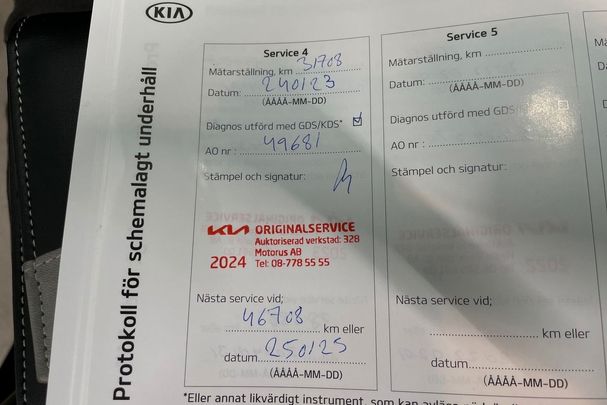 KIA
Protokoll för schemalagt underhåll
Service 4
Mätarställning, km 31708
Datum: 240123
(ÅÅÅÅ-MM-DD)
Diagnos utförd med GDS/KDS*
AO nr : 49681
Stämpel och signatur:
KIA ORIGINALSERVICE
Auktoriserad verkstad: 328
Motorus AB
2024 Tel: 08-778 55 55
Nästa service vid;
46708 km eller
datum 250125
(ÅÅÅÅ-MM-DD)
Service 5
Mätarställning, km
Datum:
(ÅÅÅÅ-MM-DD)
Diagnos utförd med GDS/KDS
AO nr :
Stämpel och signatur:
Nästa service vid;
km eller
datum
(ÅÅÅÅ-MM-DD)
*Eller annat likvärdigt instrument, som kan